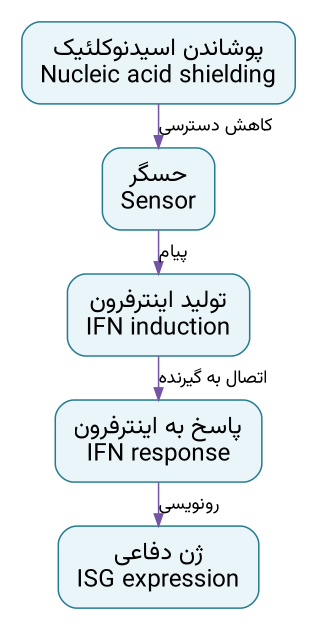 پوشاندن اسیدنوکلئیک
Nucleic acid shielding
کاهش دسترسی
حسگر
Sensor
پیام
تولید اینترفرون
IFN induction
اتصال به گیرنده
پاسخ به اینترفرون
IFN response
رونویسی
ژن دفاعی
ISG expression